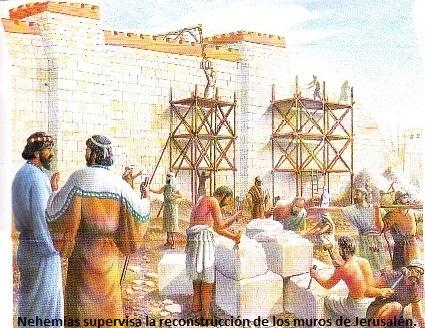 Nehemías supervisa la reconstrucción de los muros de Jerusalén.